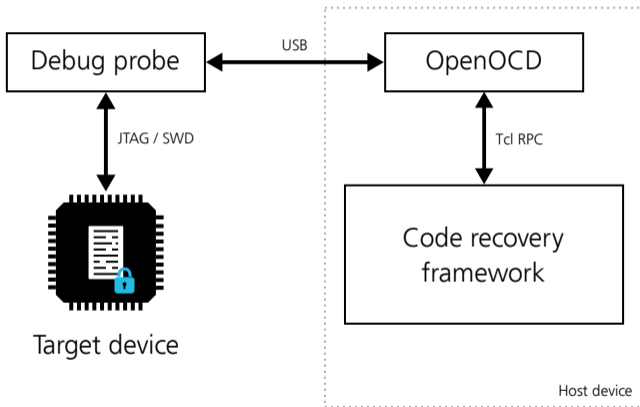 Debug probe
USB
OpenOCD
JTAG / SWD
Tcl RPC
Code recovery
framework
Target device
Host device